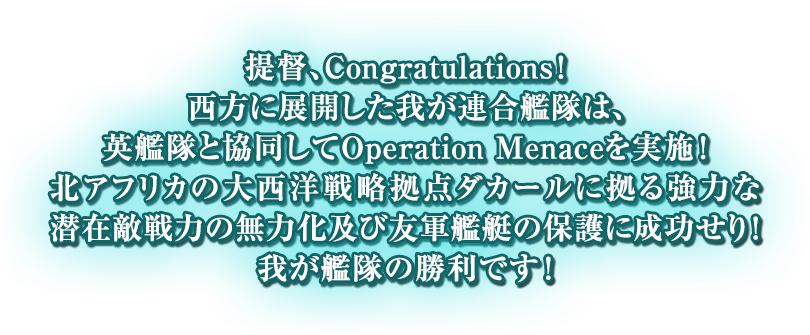 提督、Congratulations!
西方に展開した我が連合艦隊は、
英艦隊と協同してOperation Menaceを実施!
北アフリカの大西洋戦略拠点ダカールに拠る強力な
潜在敵戦力の無力化及び友軍艦艇の保護に成功せり!
我が艦隊の勝利です!